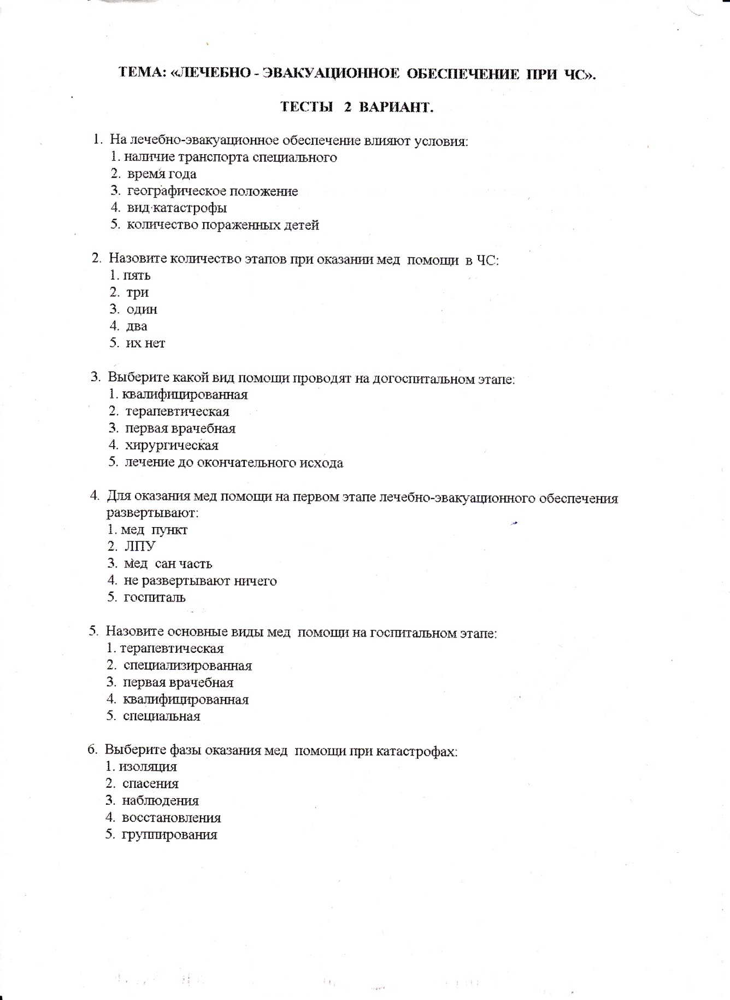 ТЕМА: «ЛЕЧЕБНО - ЭВАКУАЦИОННОЕ ОБЕСПЕЧЕНИЕ ПРИ ЧС».
ТЕСТЫ 2 ВАРИАНТ.
1. На лечебно-эвакуационное обеспечение влияют условия:
1. наличие транспорта специального
2. время года
3. географическое положение
4. вид катастрофы
5. количество пораженных детей
2. Назовите количество этапов при оказании мед помощи в ЧС:
1. пять
2. три
3. один
4. два
5. их нет
3. Выберите какой вид помощи проводят на догоспитальном этапе:
1. квалифицированная
2. терапевтическая
3. первая врачебная
4. хирургическая
5. лечение до окончательного исхода
4. Для оказания мед помощи на первом этапе лечебно-эвакуационного обеспечения
развертывают:
1. мед пункт
2. ЛПУ
3. мед сан часть
4. не развертывают ничего
5. госпиталь
5. Назовите основные виды мед помощи на госпитальном этапе:
1. терапевтическая
2. специализированная
3. первая врачебная
4. квалифицированная
5. специальная
6. Выберите фазы оказания мед помощи при катастрофах:
1. изоляция
2. спасения
3. наблюдения
4. восстановления
5. группирования